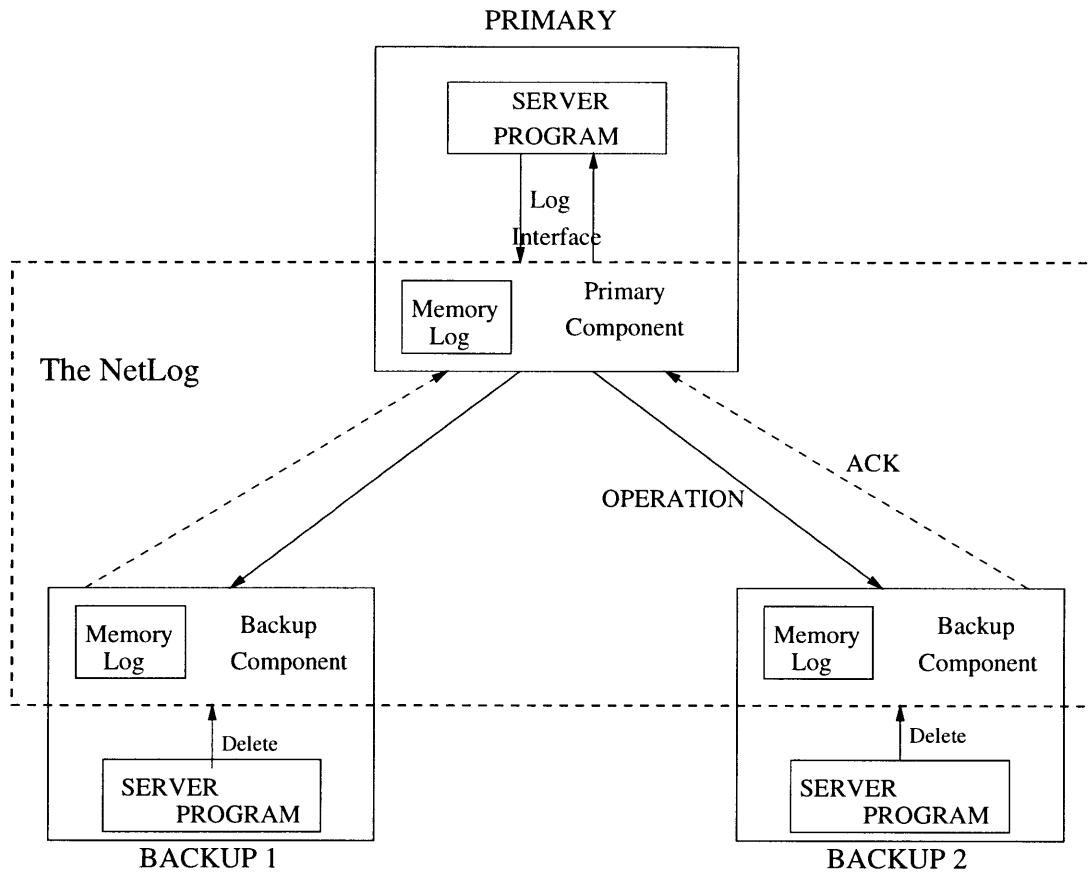 PRIMARY
SERVER
PROGRAM
Log
Interface
Memory
Log
Primary
Component
The NetLog
ACK
OPERATION
Memory
Log
Backup
Component
Memory
Log
Backup
Component
Delete
Delete
SERVER
PROGRAM
SERVER
PROGRAM
BACKUP 1
BACKUP 2